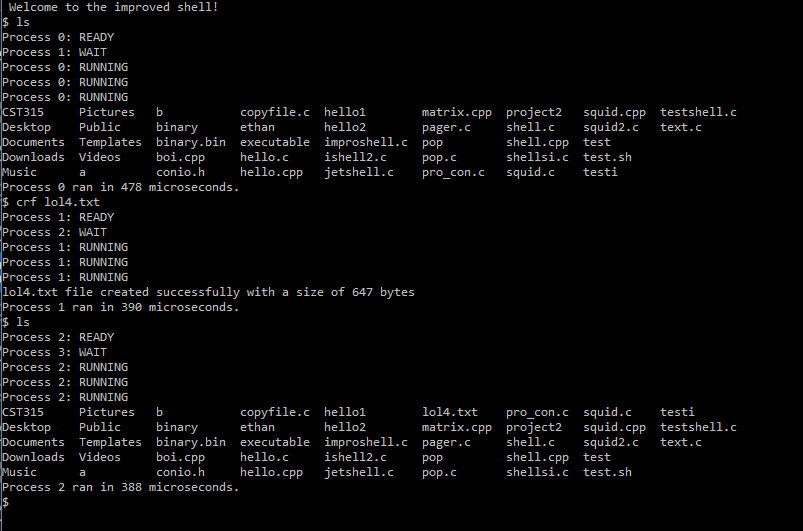 Welcome to the improved shell!
$ ls
Process 0: READY
Process 1: WAIT
Process 0: RUNNING
Process 0: RUNNING
Process 0: RUNNING
CST315 Pictures b copyfile.c hello1 matrix.cpp project2 squid.cpp testshell.c
Desktop Public binary ethan hello2 pager.c shell.c squid2.c text.c
Documents Templates binary.bin executable improshell.c pop shell.cpp test
Downloads Videos boi.cpp hello.c ishell2.c pop.c shellsi.c test.sh
Music a conio.h hello.cpp jetshell.c pro_con.c squid.c testi
Process 0 ran in 478 microseconds.
$ crf lol4.txt
Process 1: READY
Process 2: WAIT
Process 1: RUNNING
Process 1: RUNNING
Process 1: RUNNING
lol4.txt file created successfully with a size of 647 bytes
Process 1 ran in 390 microseconds.
$ ls
Process 2: READY
Process 3: WAIT
Process 2: RUNNING
Process 2: RUNNING
Process 2: RUNNING
CST315 Pictures b copyfile.c hello1 lol4.txt pro_con.c squid.c testi
Desktop Public binary ethan hello2 matrix.cpp project2 squid.cpp testshell.c
Documents Templates binary.bin executable improshell.c pager.c shell.c squid2.c text.c
Downloads Videos boi.cpp hello.c ishell2.c pop shell.cpp test
Music a conio.h hello.cpp jetshell.c pop.c shellsi.c test.sh
Process 2 ran in 388 microseconds.
$